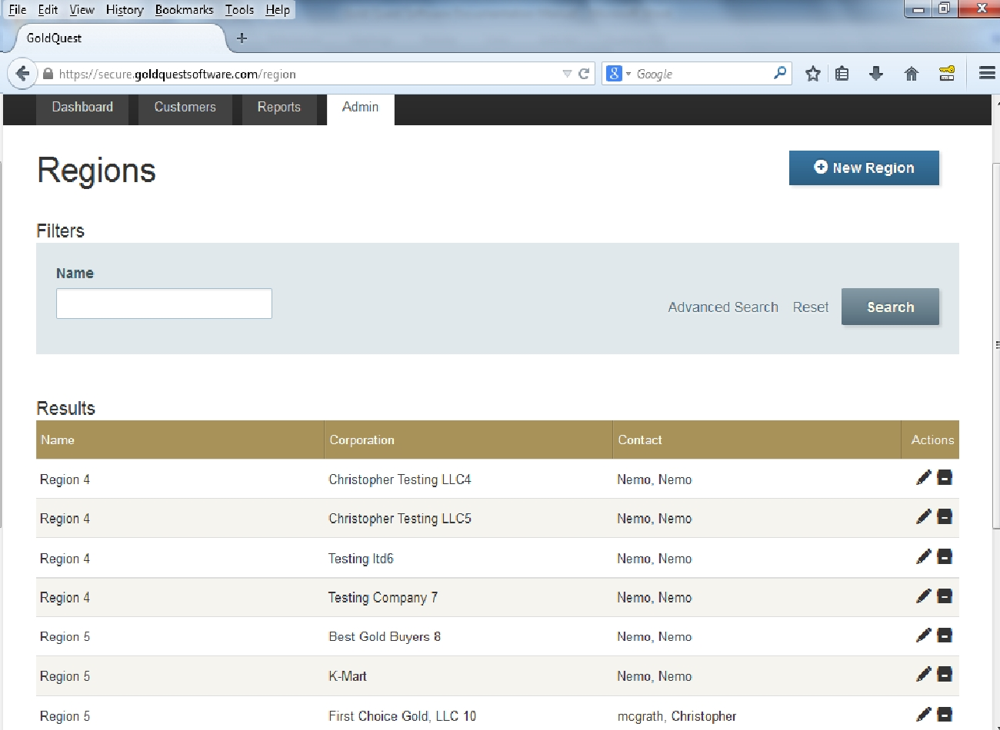 File Edit View History Bookmarks Tools Help
GoldQuest
https://secure.goldquestsoftware.com/region
8 Google
Dashboard Customers Reports Admin
Regions
New Region
Filters
Name
Advanced Search Reset Search
Results
Name Corporation Contact Actions
Region 4 Christopher Testing LLC4 Nemo, Nemo
Region 4 Christopher Testing LLC5 Nemo, Nemo
Region 4 Testing ltd6 Nemo, Nemo
Region 4 Testing Company 7 Nemo, Nemo
Region 5 Best Gold Buyers 8 Nemo, Nemo
Region 5 K-Mart Nemo, Nemo
Region 5 First Choice Gold, LLC 10 mcgrath, Christopher